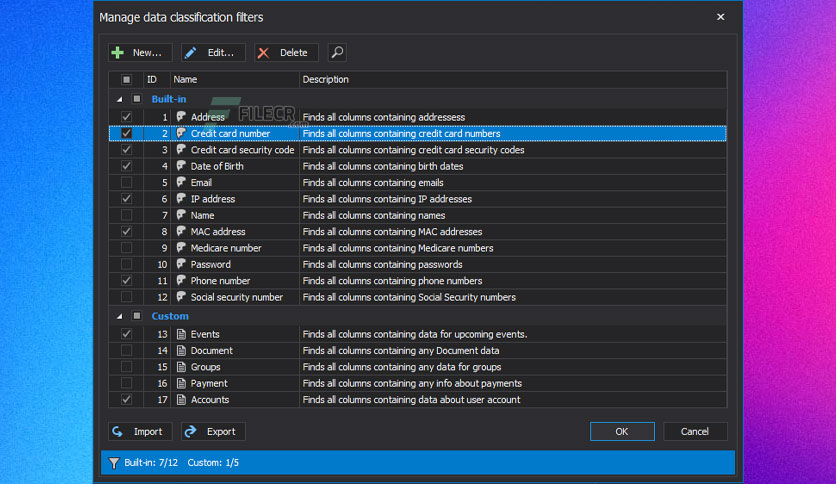 Manage data classification filters
New... Edit... Delete
ID Name Description
Built-in
1 Address Finds all columns containing addressess
FILECR
.com
2 Credit card number Finds all columns containing credit card numbers
3 Credit card security code Finds all columns containing credit card security codes
4 Date of Birth Finds all columns containing birth dates
5 Email Finds all columns containing emails
6 IP address Finds all columns containing IP addresses
7 Name Finds all columns containing names
8 MAC address Finds all columns containing MAC addresses
9 Medicare number Finds all columns containing Medicare numbers
10 Password Finds all columns containing passwords
11 Phone number Finds all columns containing phone numbers
12 Social security number Finds all columns containing Social Security numbers
Custom
13 Events Finds all columns containing data for upcoming events.
14 Document Finds all columns containing any Document data
15 Groups Finds all columns containing any data for groups
16 Payment Finds all columns containing any info about payments
17 Accounts Finds all columns containing data about user account
Import Export OK Cancel
Built-in: 7/12 Custom: 1/5